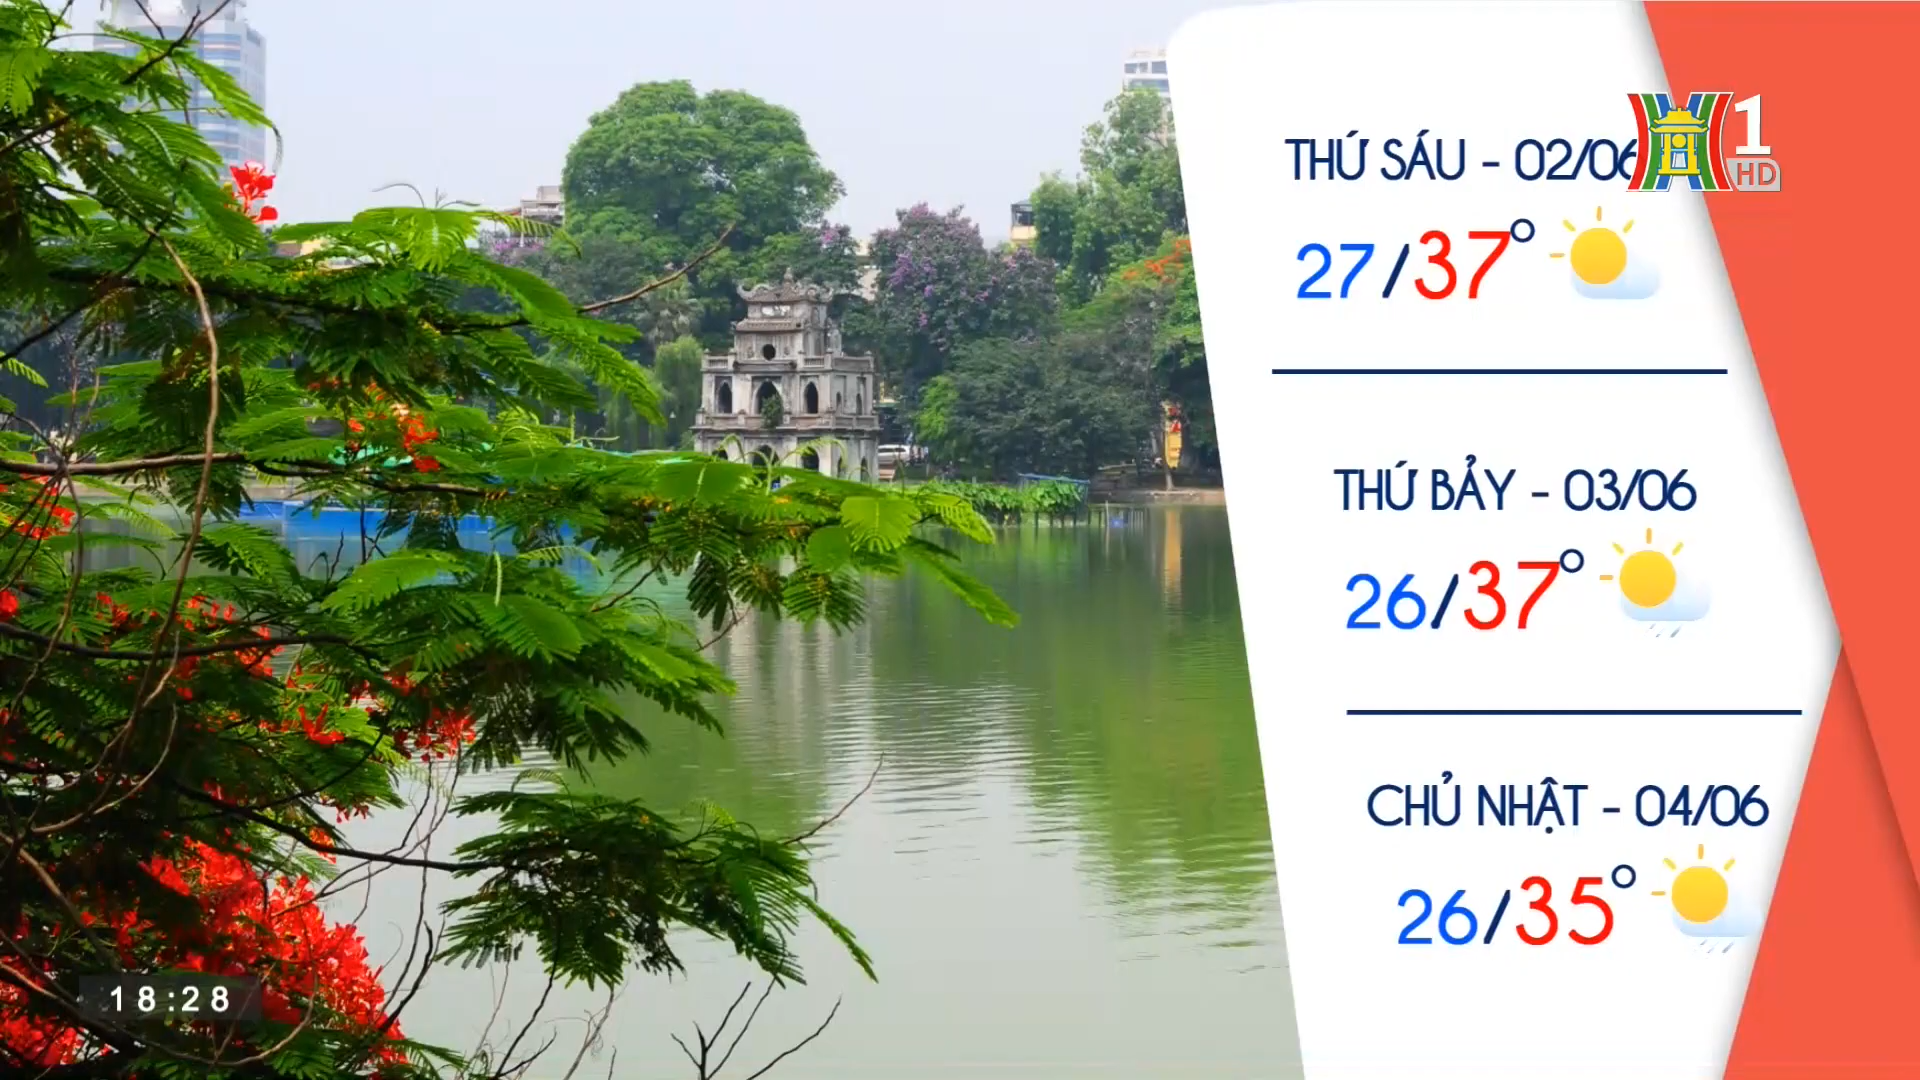 THỨ SÁU - 02/06
27/37°
1
HD
THỨ BẢY - 03/06
26/37°
CHỦ NHẬT - 04/06
26/35°
18:28